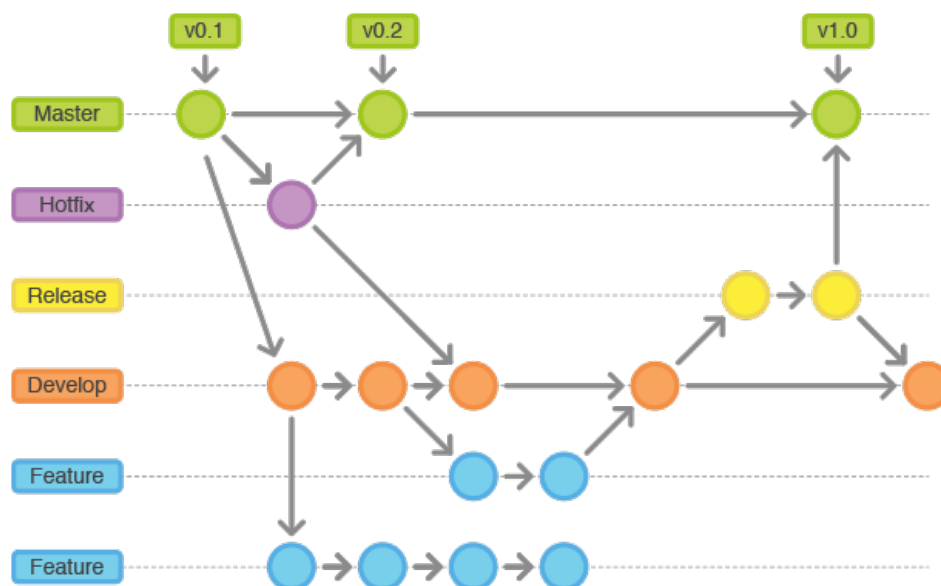 v0.1
v0.2
v1.0
Master
Hotfix
Release
Develop
Feature
Feature